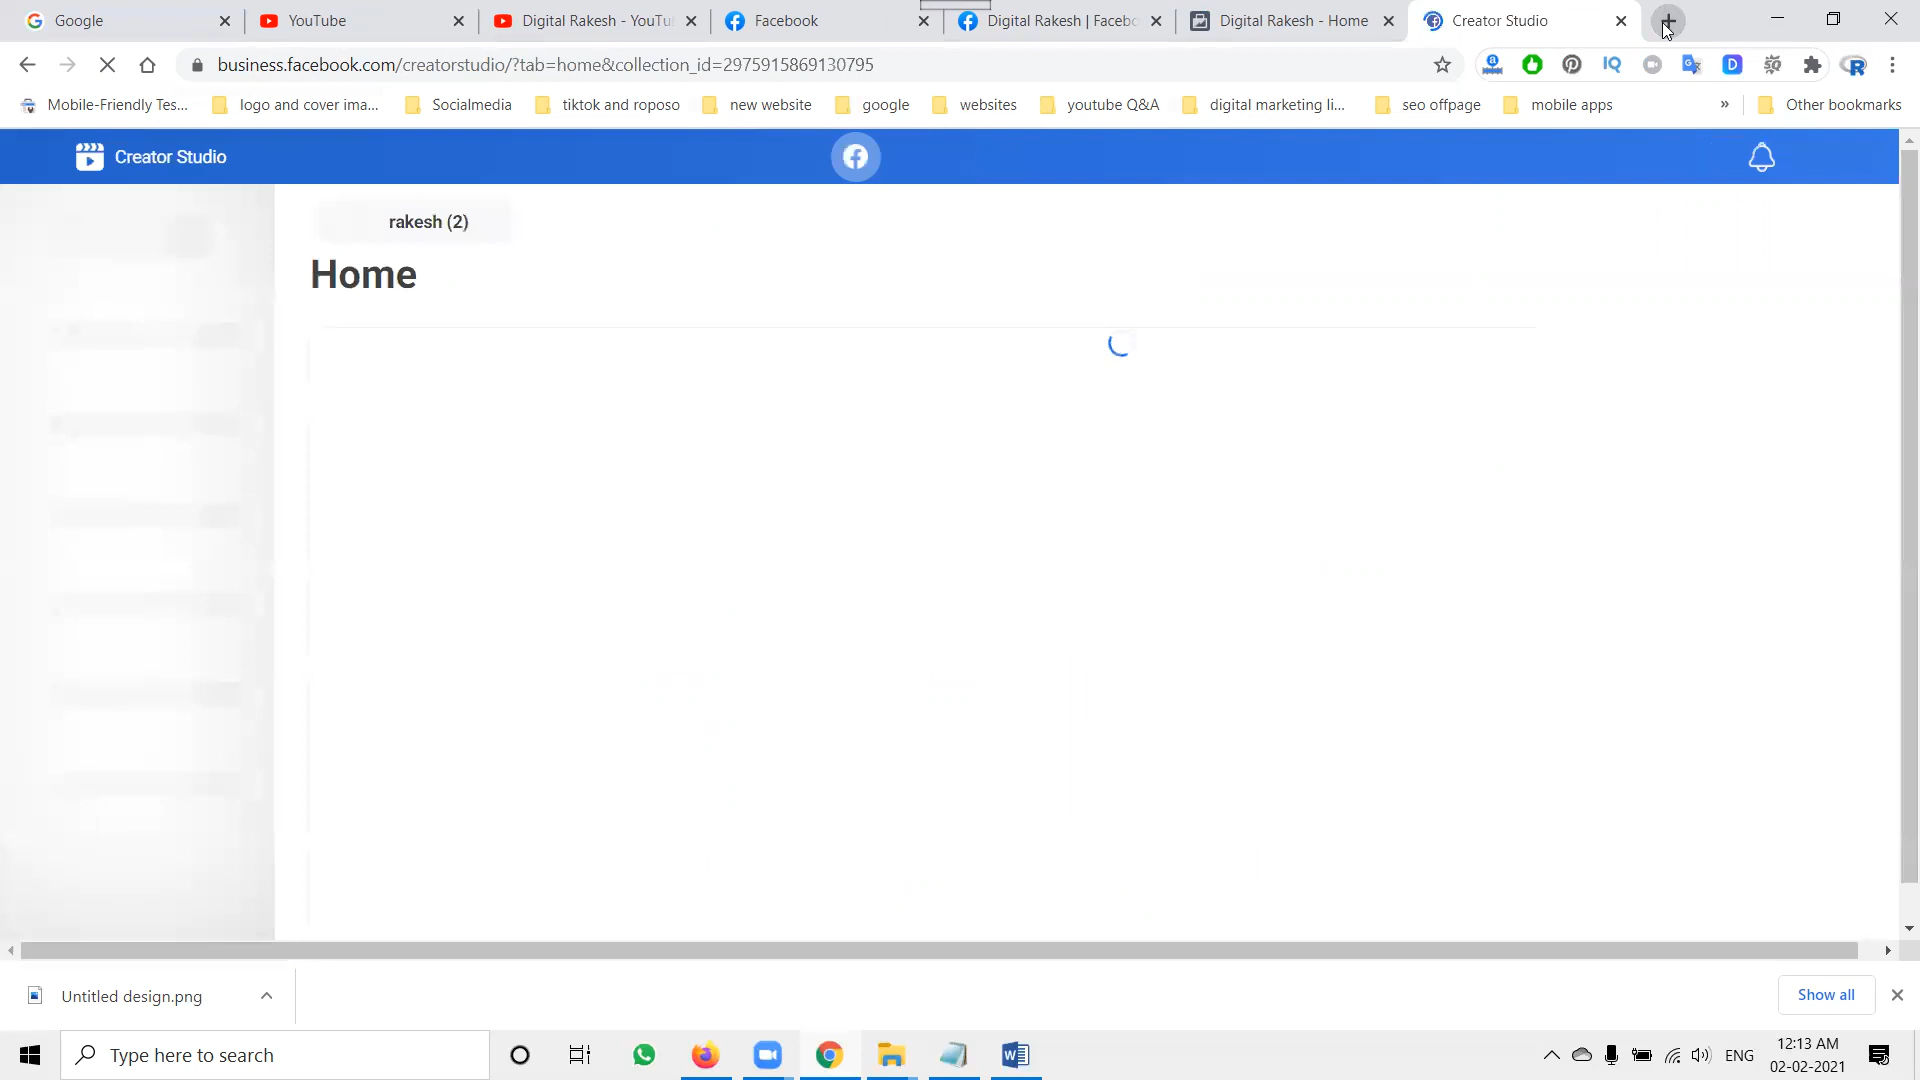 Google
YouTube
Digital Rakesh - YouTu
Facebook
Digital Rakesh | Facebo
Digital Rakesh - Home
Creator Studio
business.facebook.com/creatorstudio/?tab=home&collection_id=2975915869130795
Mobile-Friendly Tes...
logo and cover ima...
Socialmedia
tiktok and roposo
new website
google
websites
youtube Q&A
digital marketing li...
seo offpage
mobile apps
»
Other bookmarks
Creator Studio
rakesh (2)
Home
Untitled design.png
Show all
Type here to search
ENG
12:13 AM
02-02-2021